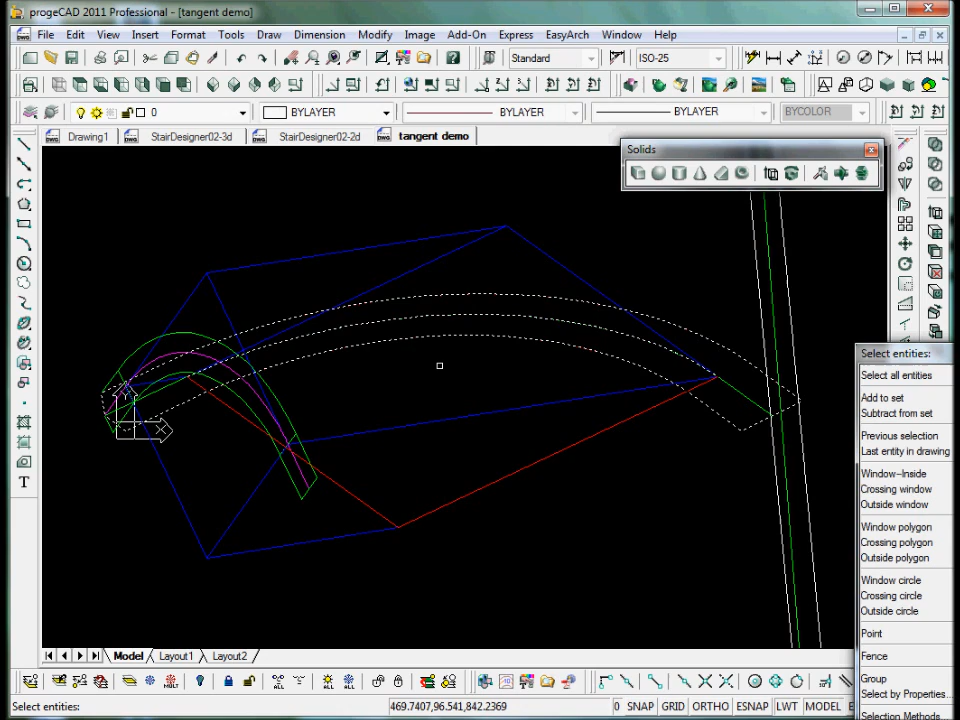 progeCAD 2011 Professional - [tangent demo]
File Edit View Insert Format Tools Draw Dimension Modify Image Add-On Express EasyArch Window Help
Standard ISO-25
0 BYLAYER BYLAYER BYLAYER BYCOLOR
Drawing1 StairDesigner02-3d StairDesigner02-2d tangent demo
Solids
Select entities:
Select all entities
Add to set
Subtract from set
Previous selection
Last entity in drawing
Window-Inside
Crossing window
Outside window
Window polygon
Crossing polygon
Outside polygon
Window circle
Crossing circle
Outside circle
Point
Fence
Group
Select by Properties...
Selection Methods...
Model Layout1 Layout2
Select entities: 469.7407,96.541,842.2369 0 SNAP GRID ORTHO ESNAP LWT MODEL